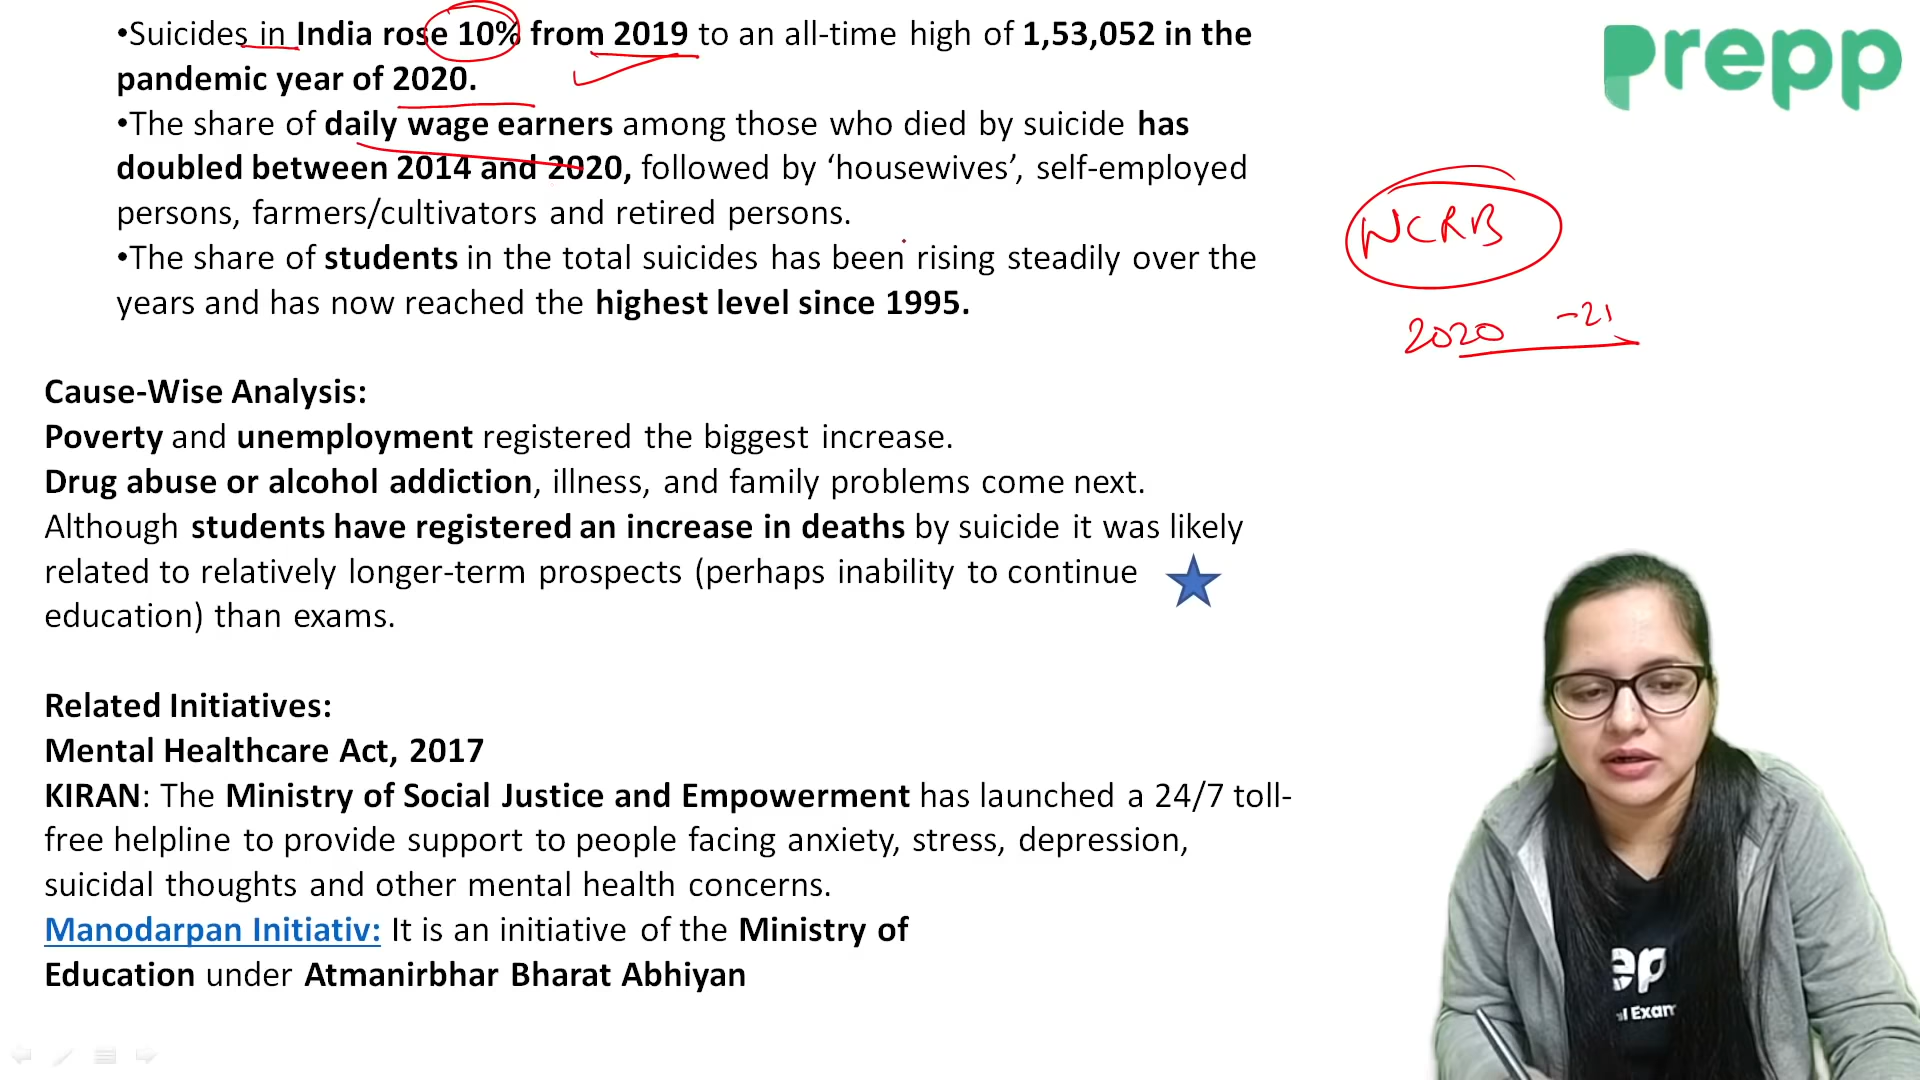 •Suicides in India rose 10% from 2019 to an all-time high of 1,53,052 in the
pandemic year of 2020.
•The share of daily wage earners among those who died by suicide has
doubled between 2014 and 2020, followed by ‘housewives’, self-employed
persons, farmers/cultivators and retired persons.
•The share of students in the total suicides has been rising steadily over the
years and has now reached the highest level since 1995.
prepp
NCRB
2020 -21
Cause-Wise Analysis:
Poverty and unemployment registered the biggest increase.
Drug abuse or alcohol addiction, illness, and family problems come next.
Although students have registered an increase in deaths by suicide it was likely
related to relatively longer-term prospects (perhaps inability to continue
education) than exams.
Related Initiatives:
Mental Healthcare Act, 2017
KIRAN: The Ministry of Social Justice and Empowerment has launched a 24/7 toll-
free helpline to provide support to people facing anxiety, stress, depression,
suicidal thoughts and other mental health concerns.
Manodarpan Initiativ: It is an initiative of the Ministry of
Education under Atmanirbhar Bharat Abhiyan
ep
l Exam